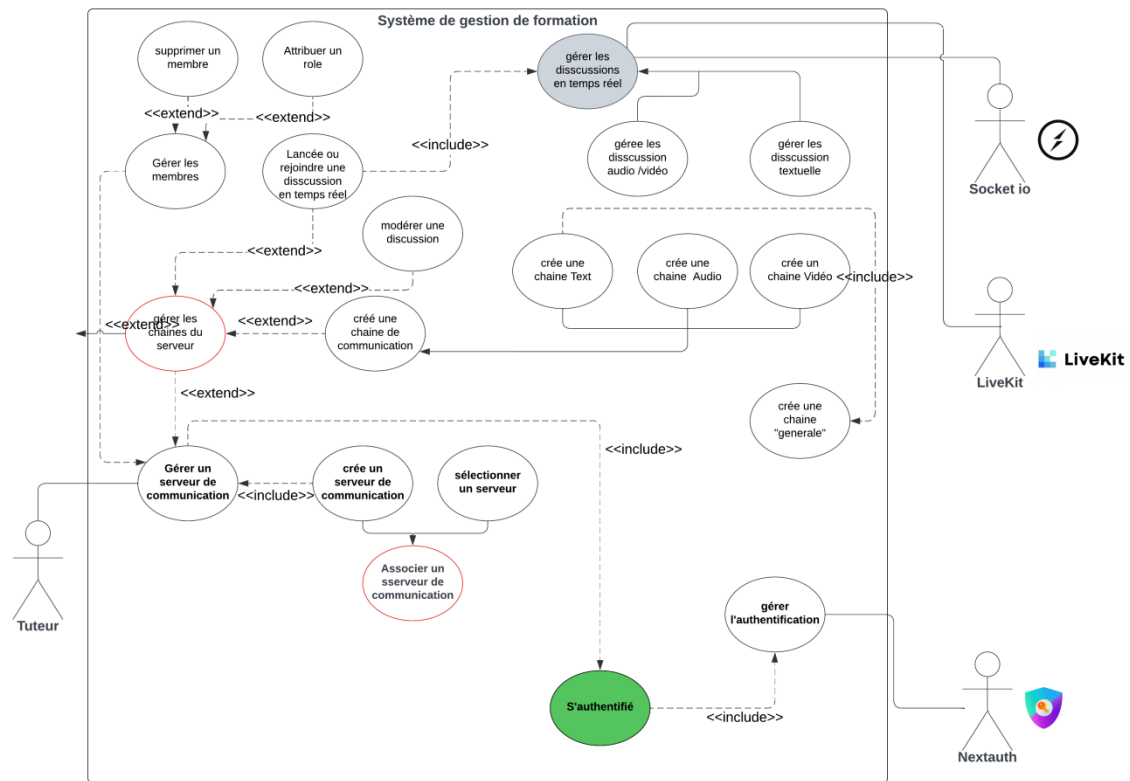 Système de gestion de formation
supprimer un
membre
Attribuer un
role
gérer les
disscussions
en temps réel
<<extend>>
<<extend>>
<<include>>
Gérer les
membres
Lancée ou
rejoindre une
disscussion
en temps réel
géree les
disscussion
audio /vidéo
gérer les
disscussion
textuelle
Socket io
modérer une
discussion
<<extend>>
crée une
chaine Text
crée une
chaine Audio
crée un
chaine Vidéo
<<include>>
<<extend>>
<<extend>>
gérer les
chaines du
serveur
<<extend>>
créé une
chaine de
communication
LiveKit
LiveKit
<<extend>>
crée une
chaine
"generale"
<<include>>
Gérer un
serveur de
communication
<<include>>
crée un
serveur de
communication
sélectionner
un serveur
Associer un
sserveur de
communication
Tuteur
gérer
l'authentification
S'authentifié
<<include>>
Nextauth